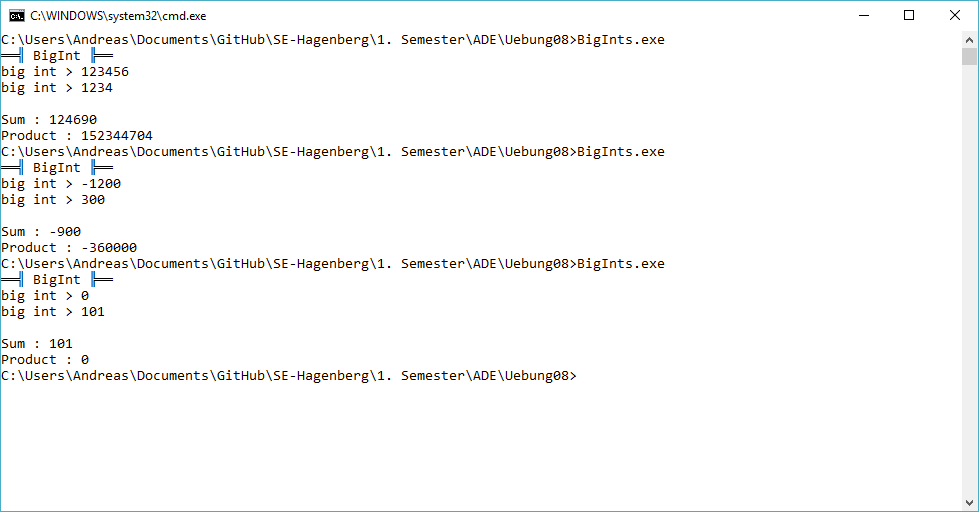 C:\WINDOWS\system32\cmd.exe
C:\Users\Andreas\Documents\GitHub\SE-Hagenberg\1. Semester\ADE\Uebung08>BigInts.exe
══╣ BigInt ╠══
big int > 123456
big int > 1234
Sum : 124690
Product : 152344704
C:\Users\Andreas\Documents\GitHub\SE-Hagenberg\1. Semester\ADE\Uebung08>BigInts.exe
══╣ BigInt ╠══
big int > -1200
big int > 300
Sum : -900
Product : -360000
C:\Users\Andreas\Documents\GitHub\SE-Hagenberg\1. Semester\ADE\Uebung08>BigInts.exe
══╣ BigInt ╠══
big int > 0
big int > 101
Sum : 101
Product : 0
C:\Users\Andreas\Documents\GitHub\SE-Hagenberg\1. Semester\ADE\Uebung08>